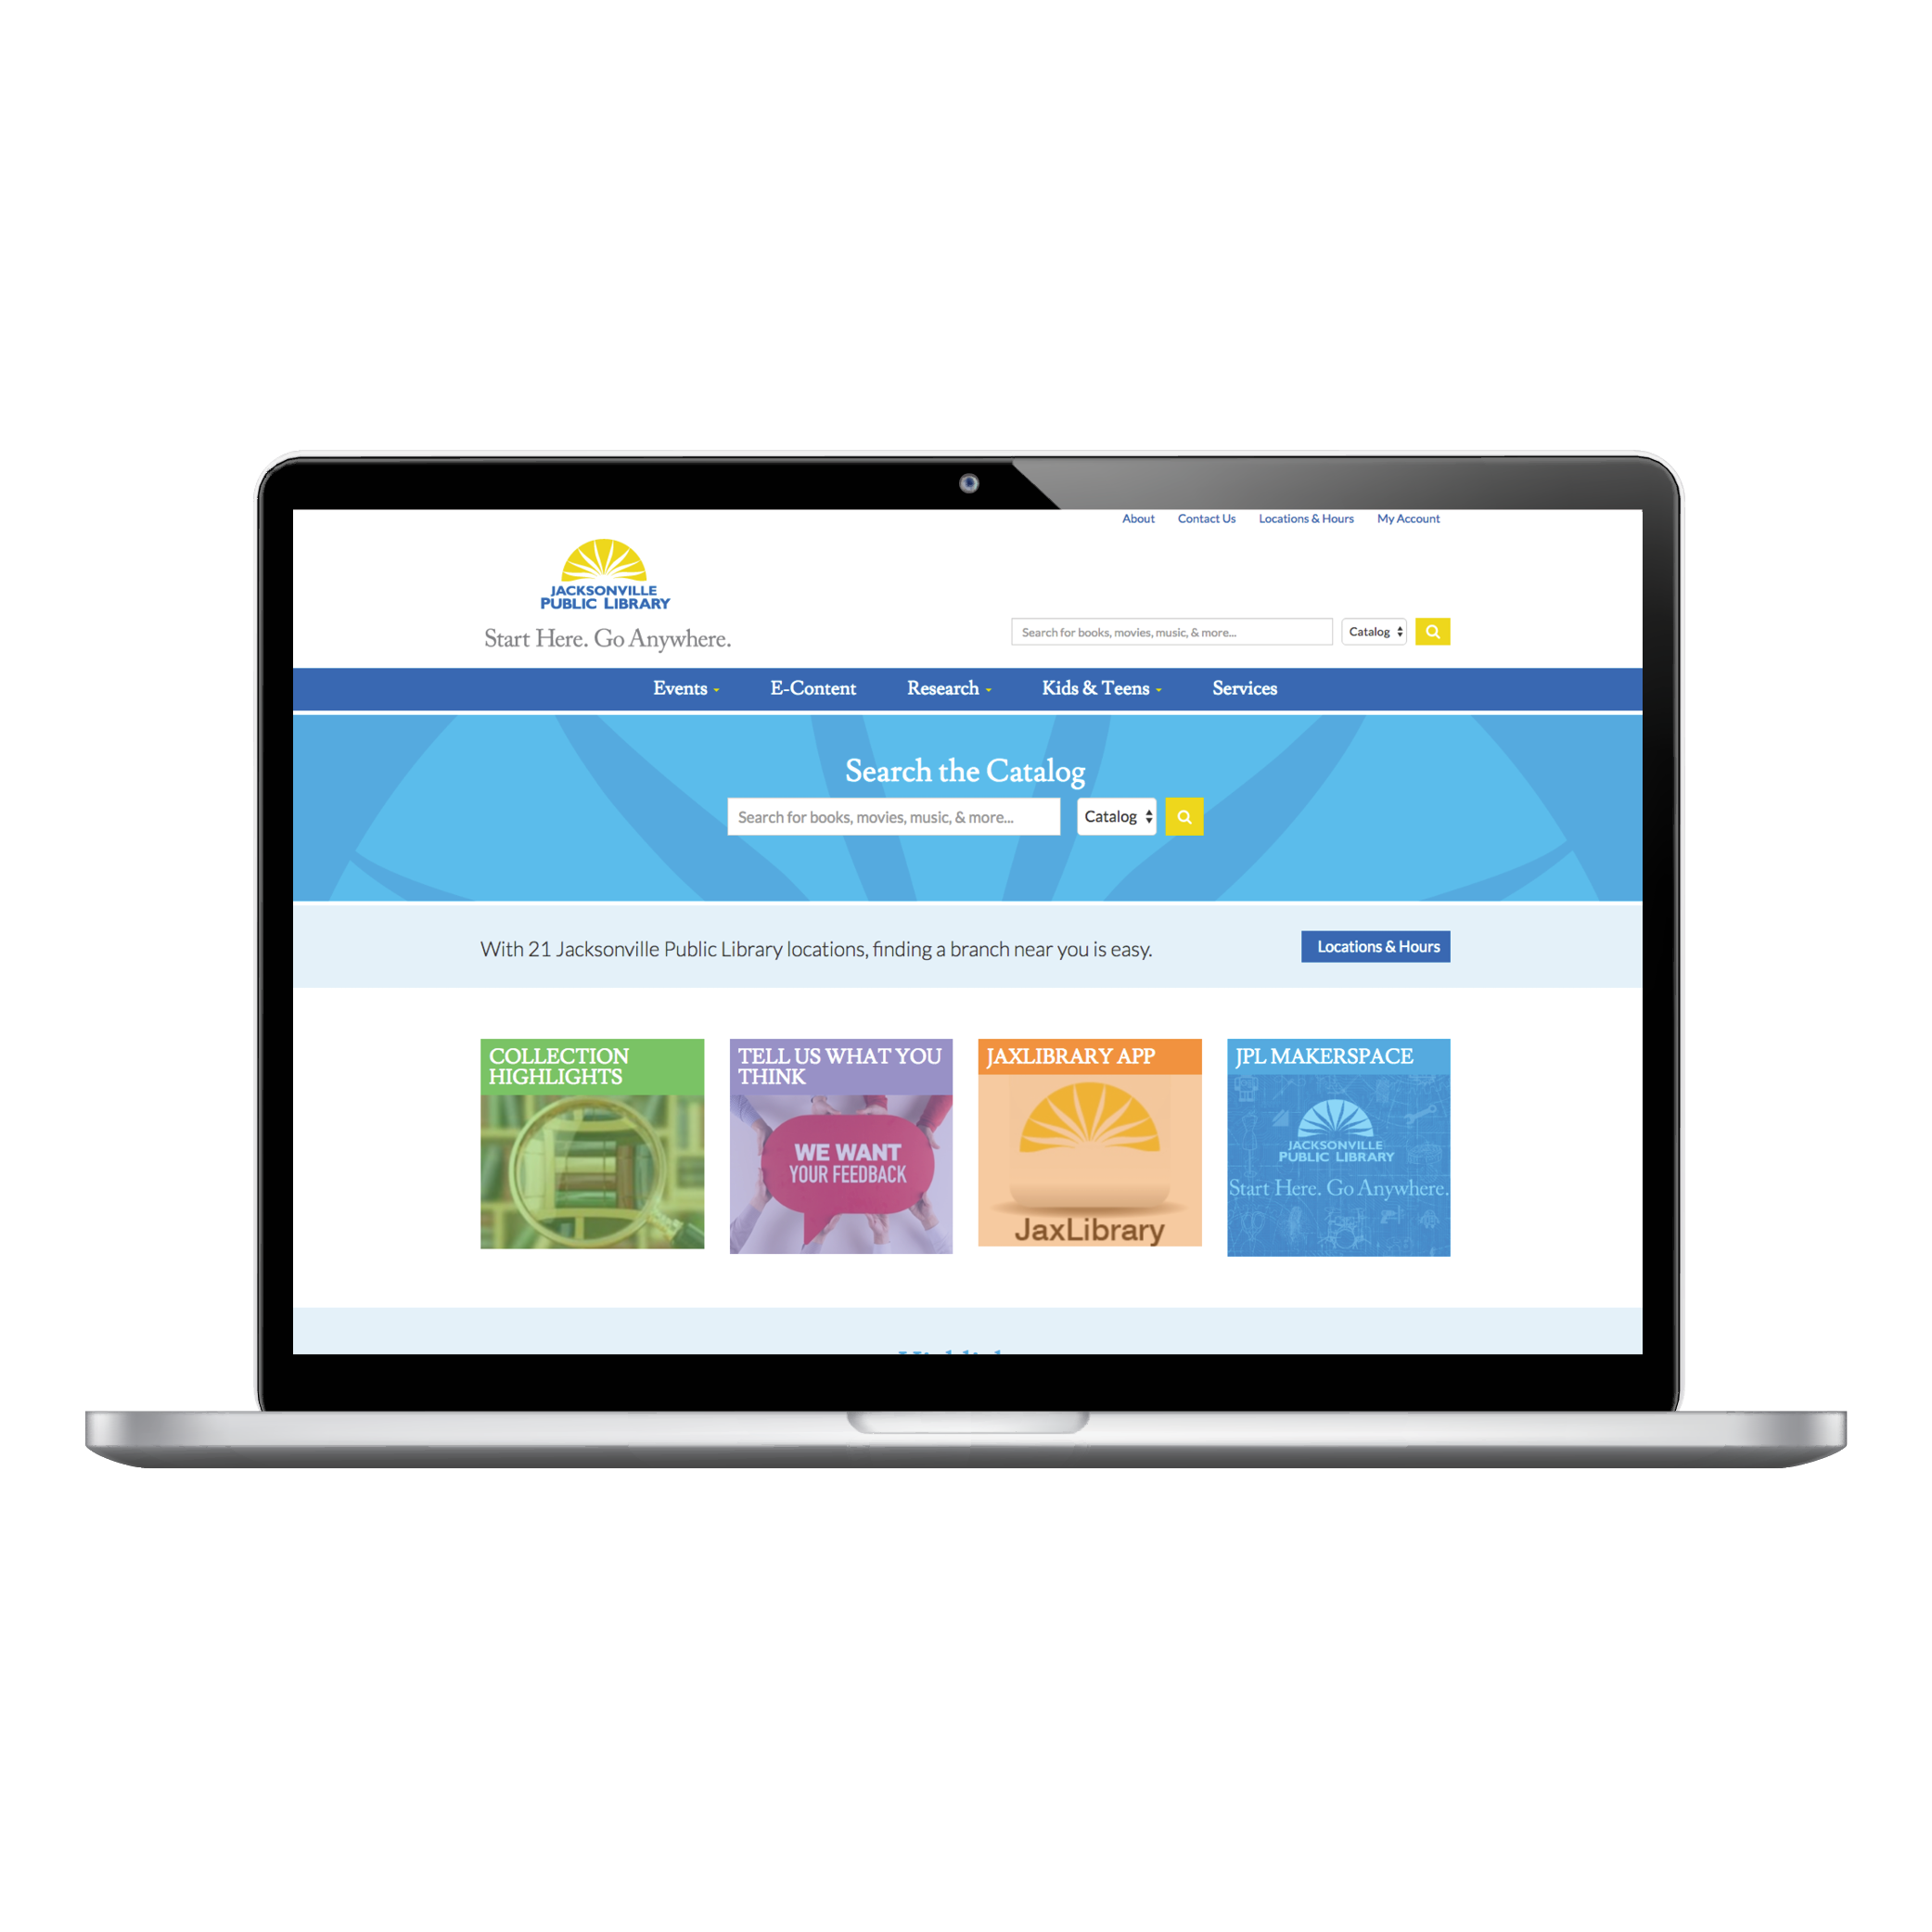 About Contact Us Locations & Hours My Account
JACKSONVILLE
PUBLIC LIBRARY
Start Here. Go Anywhere.
Search for books, movies, music, & more... Catalog
Events E-Content Research Kids & Teens Services
Search the Catalog
Search for books, movies, music, & more... Catalog
With 21 Jacksonville Public Library locations, finding a branch near you is easy. Locations & Hours
COLLECTION
HIGHLIGHTS
TELL US WHAT YOU
THINK
WE WANT
YOUR FEEDBACK
JAXLIBRARY APP
JaxLibrary
JPL MAKERSPACE
JACKSONVILLE
PUBLIC LIBRARY
Start Here. Go Anywhere.